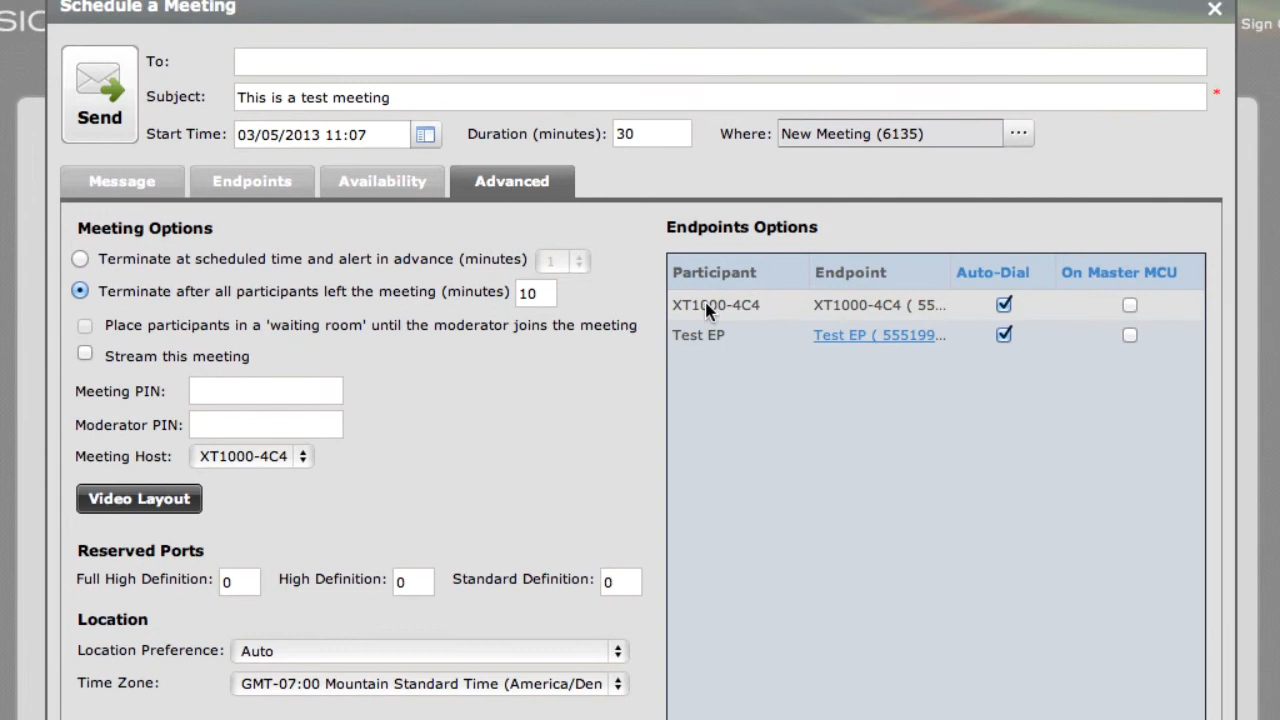 Schedule a Meeting
SIC
Sign
Send
To:
Subject: This is a test meeting *
Start Time: 03/05/2013 11:07 Duration (minutes): 30 Where: New Meeting (6135) ...
Message Endpoints Availability Advanced
Meeting Options
Terminate at scheduled time and alert in advance (minutes) 1
Terminate after all participants left the meeting (minutes) 10
Place participants in a 'waiting room' until the moderator joins the meeting
Stream this meeting
Meeting PIN:
Moderator PIN:
Meeting Host: XT1000-4C4
Video Layout
Reserved Ports
Full High Definition: 0 High Definition: 0 Standard Definition: 0
Location
Location Preference: Auto
Time Zone: GMT-07:00 Mountain Standard Time (America/Den
Endpoints Options
Participant Endpoint Auto-Dial On Master MCU
XT1000-4C4 XT1000-4C4 ( 55...
Test EP Test EP ( 555199...